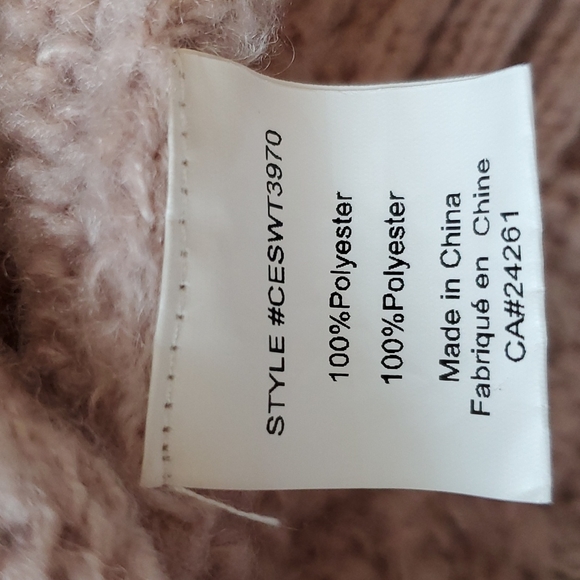 STYLE #CESWT3970
100%Polyester
100%Polyester
Made in China
Fabriqué en Chine
CA#24261